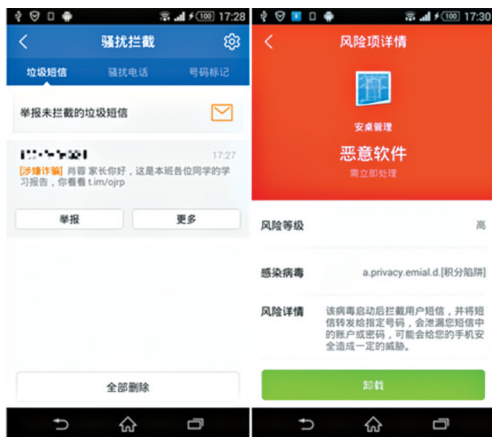 100 17:28
骚扰拦截
垃圾短信 骚扰电话 号码标记
举报未拦截的垃圾短信
17:27
[涉嫌诈骗] 肖蓉 家长你好，这是本班各位同学的学
习报告，你看看 t.im/ojrp
举报 更多
全部删除
100 17:30
风险项详情
安桌管理
恶意软件
需立即处理
风险等级 高
感染病毒 a.privacy.emial.d.[积分陷阱]
风险详情 该病毒启动后拦截用户短信，并将短
信转发给指定号码，会泄漏您短信中
的账户或密码，可能会给您的手机安
全造成一定的威胁。
卸载